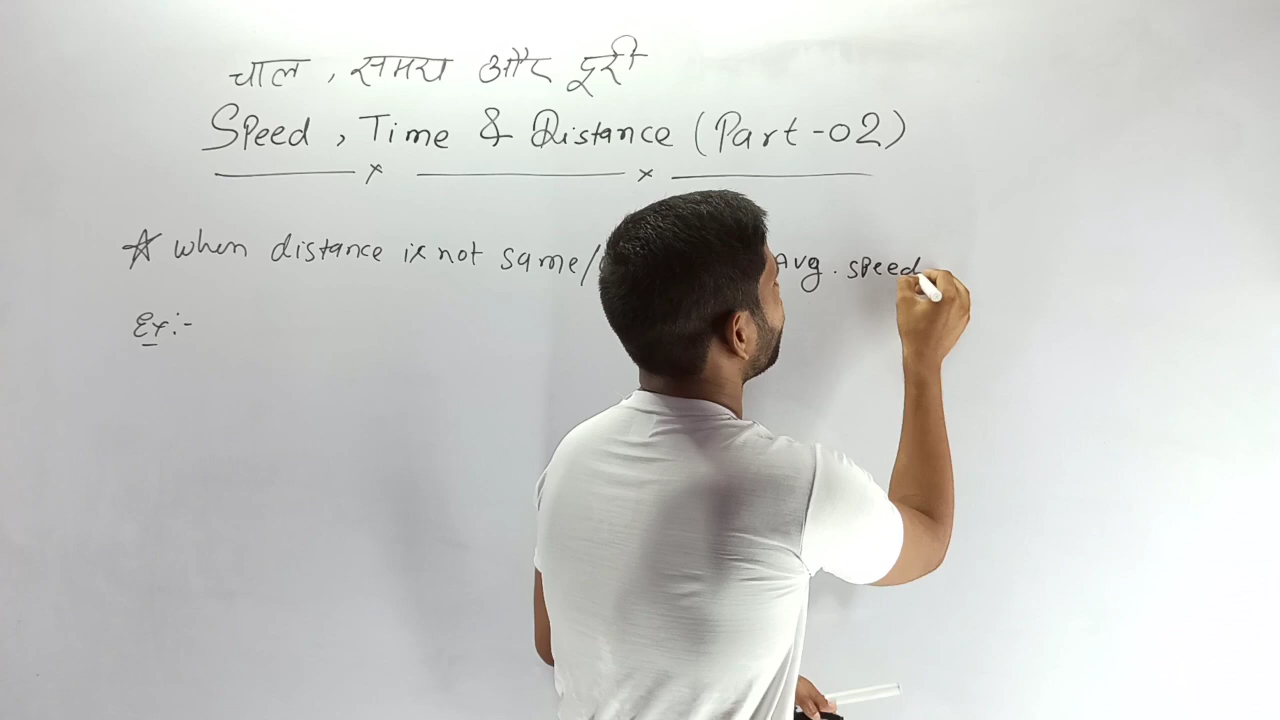 चाल , समय और दूरी
Speed , Time & Distance (Part-02)
☆ when distance is not same/ Avg. speed
Ex:-